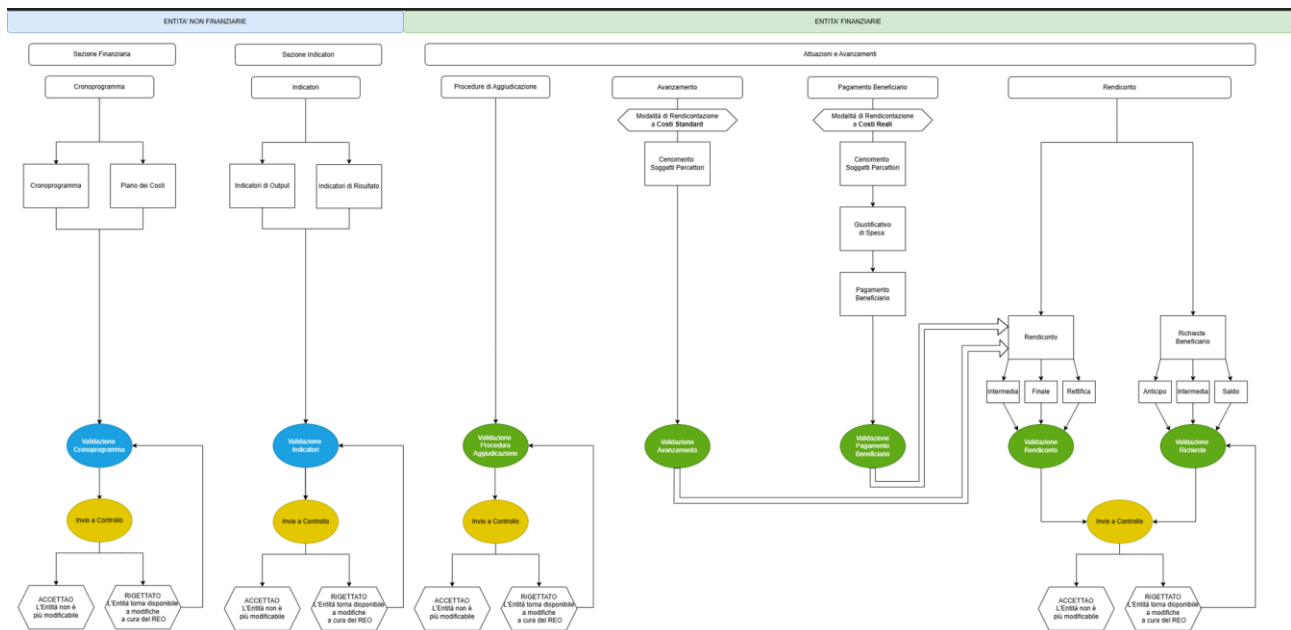 ENTITA' NON FINANZIARIE
ENTITA' FINANZIARIE
Sezione Finanziaria
Sezione Indicatori
Attuazioni e Avanzamenti
Cronoprogramma
Indicatori
Procedure di Aggiudicazione
Avanzamento
Pagamento Beneficiario
Rendiconto
Modalità di Rendicontazione
a Costi Standard
Modalità di Rendicontazione
a Costi Reali
Cronoprogramma
Piano dei Costi
Indicatori di Output
Indicatori di Risultato
Censimento
Soggetti Percettori
Censimento
Soggetti Percettori
Giustificativo
di Spesa
Pagamento
Beneficiario
Rendiconto
Richieste
Beneficiario
Intermedia
Finale
Rettifica
Anticipo
Intermedia
Saldo
Validazione
Cronoprogramma
Validazione
Indicatori
Validazione
Procedura
Aggiudicazione
Validazione
Avanzamento
Validazione
Pagamento
Beneficiario
Validazione
Rendiconto
Validazione
Richieste
Invio a Controllo
Invio a Controllo
Invio a Controllo
Invio a Controllo
ACCETTAO
L'Entità non è
più modificabile
RIGETTATO
L'Entità torna disponibile
a modifiche
a cura del REO
ACCETTAO
L'Entità non è
più modificabile
RIGETTATO
L'Entità torna disponibile
a modifiche
a cura del REO
ACCETTAO
L'Entità non è
più modificabile
RIGETTATO
L'Entità torna disponibile
a modifiche
a cura del REO
ACCETTAO
L'Entità non è
più modificabile
RIGETTATO
L'Entità torna disponibile
a modifiche
a cura del REO